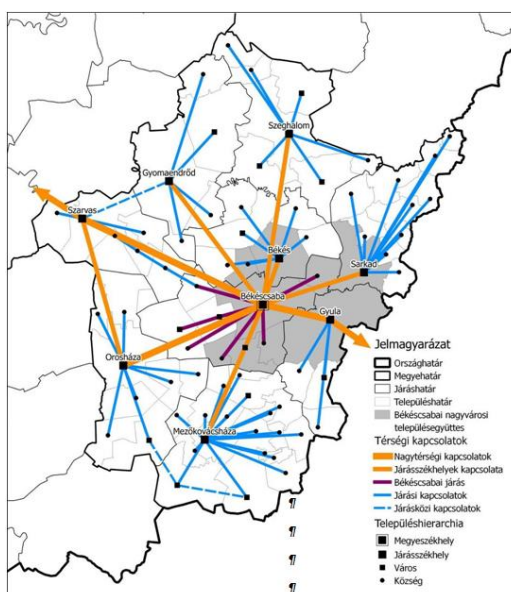 Szeghalom
Gyomaendrőd
Szarvas
Békés
Sarkad
Békéscsaba
Gyula
Orosháza
Mezőkovácsháza
Jelmagyarázat
Országhatár
Megyehatár
Járáshatár
Településhatár
Békéscsabai nagyvárosi
településegyüttes
Térségi kapcsolatok
Nagytérségi kapcsolatok
Járásszékhelyek kapcsolata
Békéscsabai járás
Járási kapcsolatok
Járásközi kapcsolatok
Településhierarchia
Megyeszékhely
Járásszékhely
Város
Község
¶
¶
¶
¶